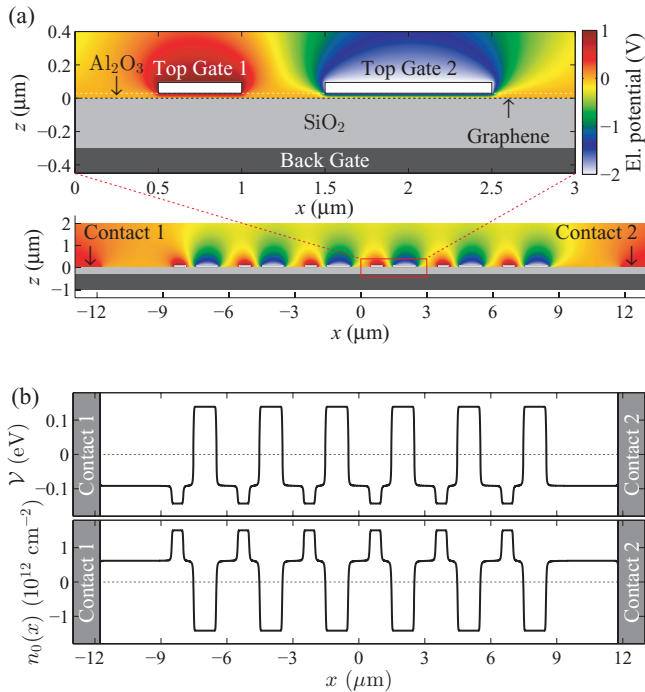 (a)
0.4
0.2
0
−0.2
−0.4
z (μm)
Al₂O₃
Top Gate 1
Top Gate 2
SiO₂
Graphene
Back Gate
1
0
−1
−2
El. potential (V)
0
0.5
1
1.5
2
2.5
3
x (μm)
2
1
0
−1
z (μm)
Contact 1
Contact 2
−12
−9
−6
−3
0
3
6
9
12
x (μm)
(b)
0.1
0
−0.1
𝒱 (eV)
Contact 1
Contact 2
1
0
−1
n₀(x) (10¹² cm⁻²)
Contact 1
Contact 2
−12
−9
−6
−3
0
3
6
9
12
x (μm)